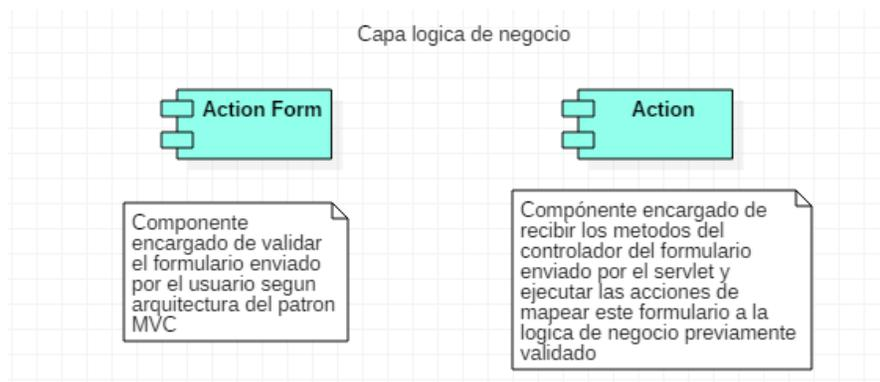 Capa logica de negocio
Action Form
Action
Componente
encargado de validar
el formulario enviado
por el usuario segun
arquitectura del patron
MVC
Compónente encargado de
recibir los metodos del
controlador del formulario
enviado por el servlet y
ejecutar las acciones de
mapear este formulario a la
logica de negocio previamente
validado